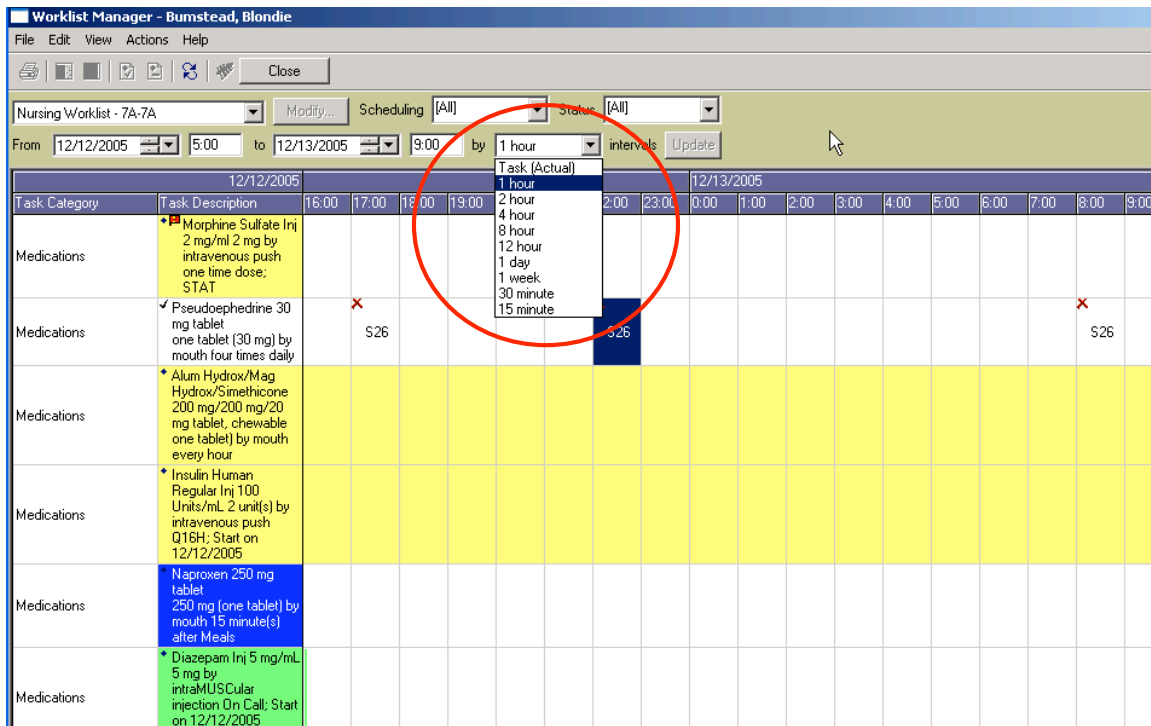 Worklist Manager - Bumstead, Blondie
File Edit View Actions Help
Close
Nursing Worklist - 7A-7A Modify... Scheduling [All] Status [All]
From 12/12/2005 5:00 to 12/13/2005 9:00 by 1 hour intervals Update
Task (Actual)
1 hour
2 hour
4 hour
8 hour
12 hour
1 day
1 week
30 minute
15 minute
12/12/2005 12/13/2005
Task Category Task Description 16:00 17:00 18:00 19:00 2:00 23:00 0:00 1:00 2:00 3:00 4:00 5:00 6:00 7:00 8:00 9:00
Medications
Morphine Sulfate Inj
2 mg/ml 2 mg by
intravenous push
one time dose;
STAT
Medications
Pseudoephedrine 30
mg tablet
one tablet (30 mg) by
mouth four times daily
S26 S26 S26
Medications
Alum Hydrox/Mag
Hydrox/Simethicone
200 mg/200 mg/20
mg tablet, chewable
one tablet) by mouth
every hour
Medications
Insulin Human
Regular Inj 100
Units/mL 2 unit(s) by
intravenous push
Q16H; Start on
12/12/2005
Medications
Naproxen 250 mg
tablet
250 mg (one tablet) by
mouth 15 minute(s)
after Meals
Medications
Diazepam Inj 5 mg/mL
5 mg by
intraMUSCular
injection On Call; Start
on 12/12/2005